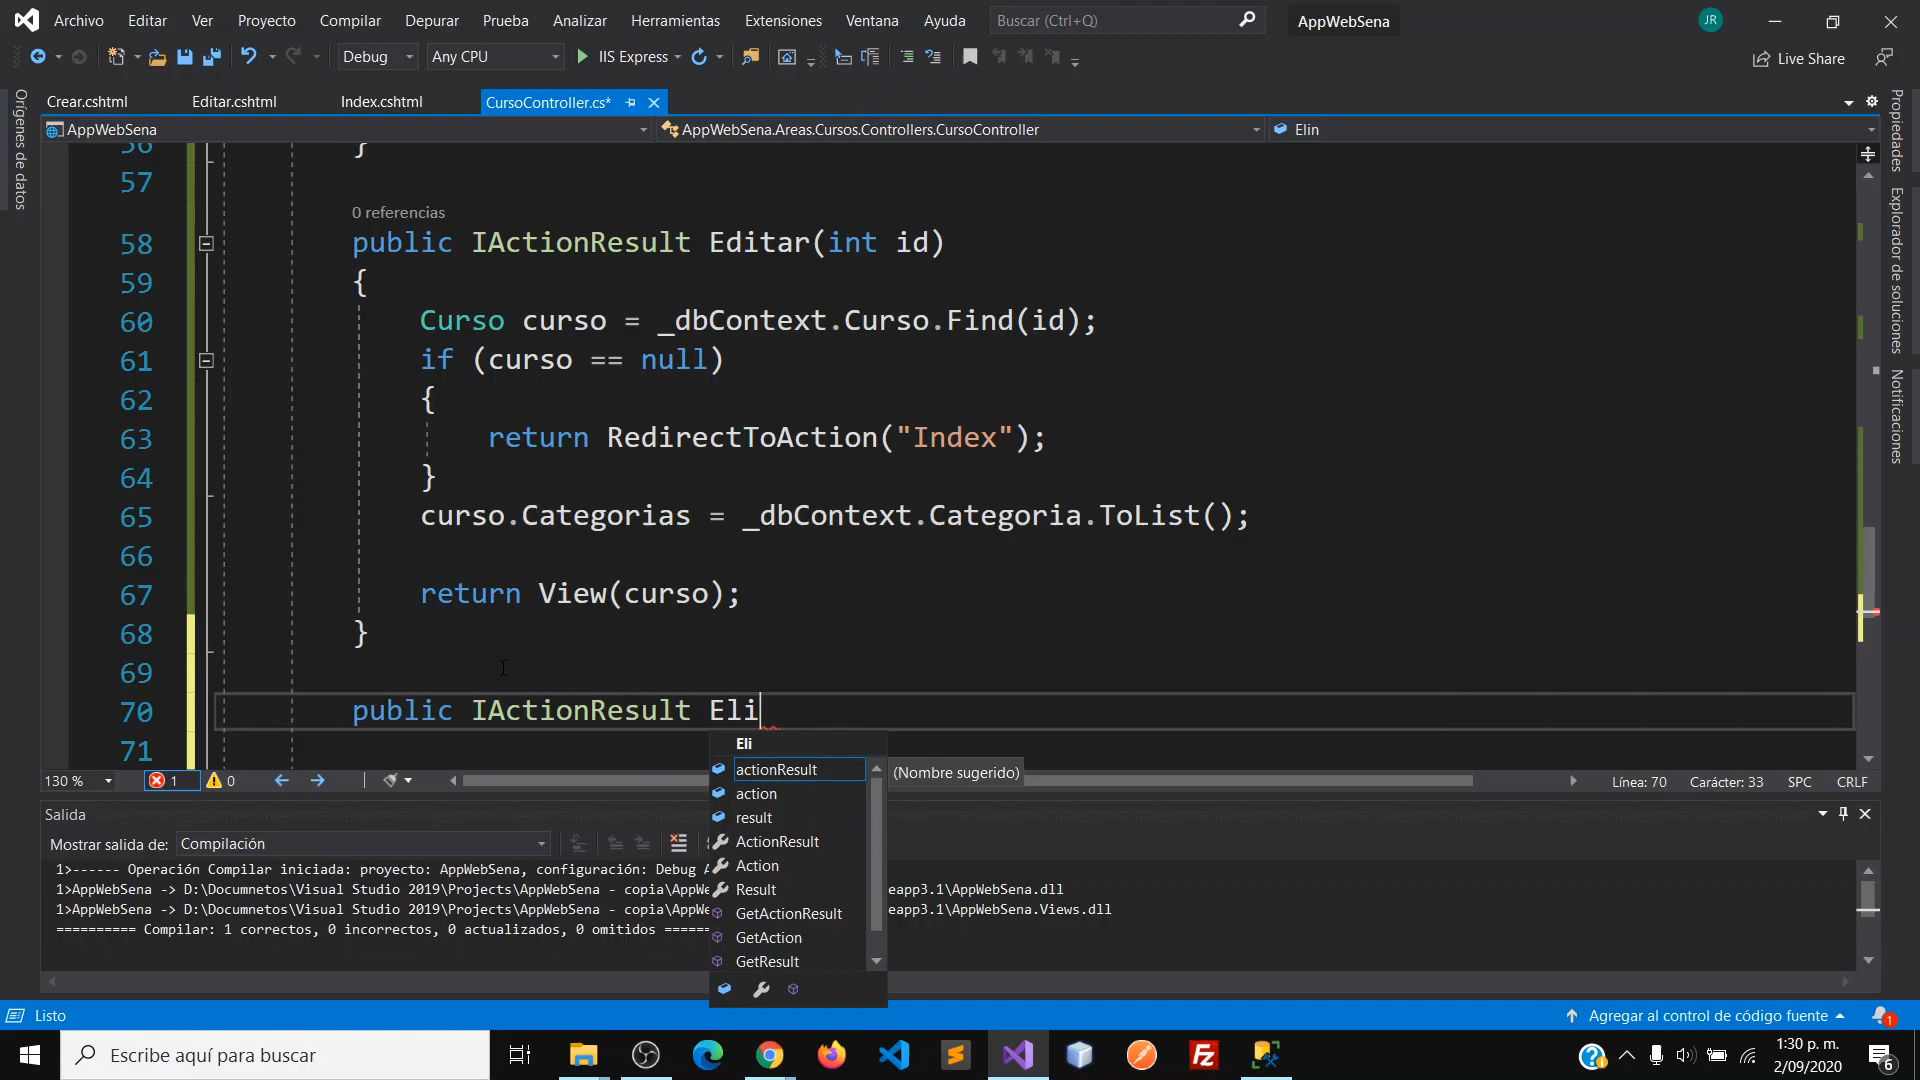 Archivo Editar Ver Proyecto Compilar Depurar Prueba Analizar Herramientas Extensiones Ventana Ayuda Buscar (Ctrl+Q) AppWebSena JR
Debug Any CPU IIS Express Live Share
Crear.cshtml Editar.cshtml Index.cshtml CursoController.cs*
AppWebSena AppWebSena.Areas.Cursos.Controllers.CursoController Elin
Orígenes de datos
Propiedades
Explorador de soluciones
Notificaciones
56 }
57
0 referencias
58 public IActionResult Editar(int id)
59 {
60 Curso curso = _dbContext.Curso.Find(id);
61 if (curso == null)
62 {
63 return RedirectToAction("Index");
64 }
65 curso.Categorias = _dbContext.Categoria.ToList();
66
67 return View(curso);
68 }
69
70 public IActionResult Eli
71
Eli
actionResult (Nombre sugerido)
action
result
ActionResult
Action
Result
GetActionResult
GetAction
GetResult
130 % 1 0 Línea: 70 Carácter: 33 SPC CRLF
Salida
Mostrar salida de: Compilación
1>------ Operación Compilar iniciada: proyecto: AppWebSena, configuración: Debug A
1>AppWebSena -> D:\Documnetos\Visual Studio 2019\Projects\AppWebSena - copia\AppWe eapp3.1\AppWebSena.dll
1>AppWebSena -> D:\Documnetos\Visual Studio 2019\Projects\AppWebSena - copia\AppWe eapp3.1\AppWebSena.Views.dll
========== Compilar: 1 correctos, 0 incorrectos, 0 actualizados, 0 omitidos ======
Listo Agregar al control de código fuente 1
Escribe aquí para buscar
1:30 p. m.
2/09/2020
6